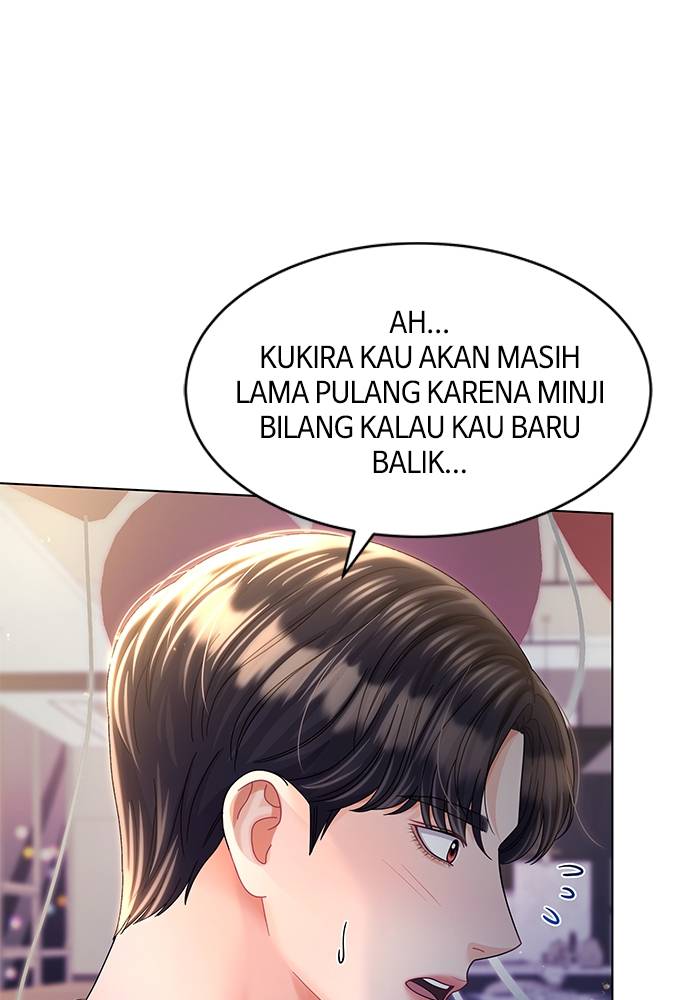 AH...
KUKIRA KAU AKAN MASIH
LAMA PULANG KARENA MINJI
BILANG KALAU KAU BARU
BALIK...